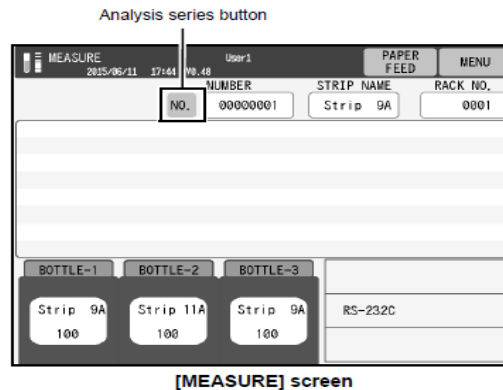 Analysis series button
MEASURE User1 PAPER FEED MENU
2015/06/11 17:44 V0.48
NUMBER STRIP NAME RACK NO.
NO. 00000001 Strip 9A 0001
BOTTLE-1 BOTTLE-2 BOTTLE-3
Strip 9A Strip 11A Strip 9A RS-232C
100 100 100
[MEASURE] screen